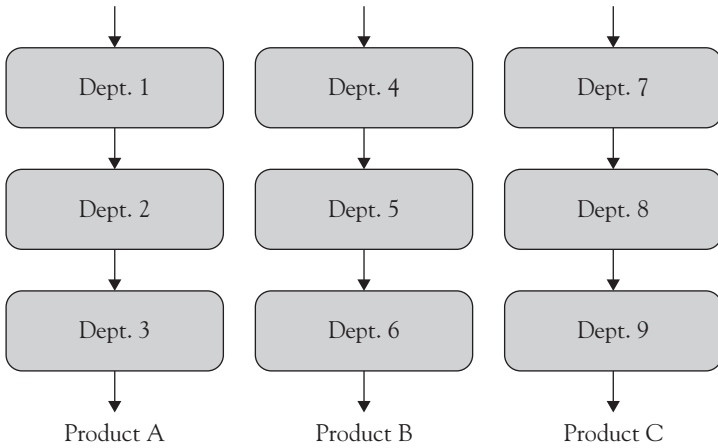 Dept. 1
Dept. 4
Dept. 7
Dept. 2
Dept. 5
Dept. 8
Dept. 3
Dept. 6
Dept. 9
Product A
Product B
Product C